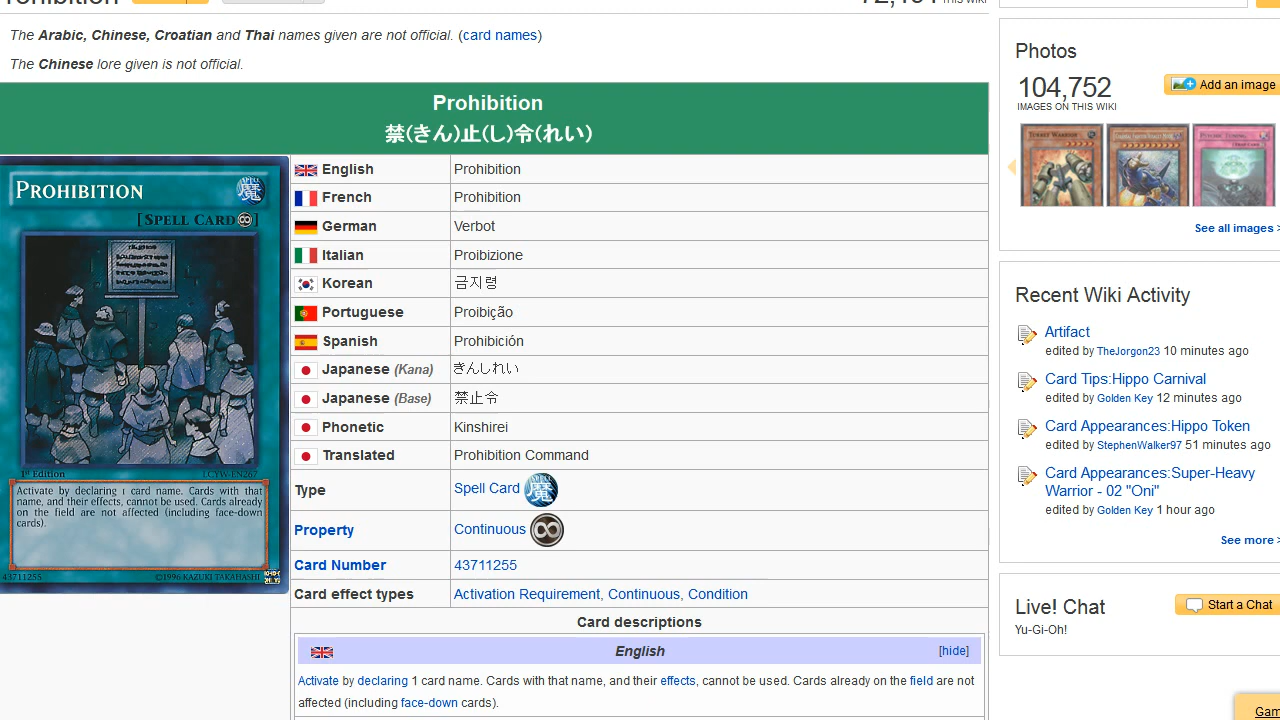 The Arabic, Chinese, Croatian and Thai names given are not official. (card names)
The Chinese lore given is not official.
Prohibition
禁(きん)止(し)令(れい)
PROHIBITION
[SPELL CARD]
1st Edition LCYW-EN267
Activate by declaring 1 card name. Cards with that
name, and their effects, cannot be used. Cards already
on the field are not affected (including face-down
cards).
43711255 ©1996 KAZUKI TAKAHASHI
English Prohibition
French Prohibition
German Verbot
Italian Proibizione
Korean 금지령
Portuguese Proibição
Spanish Prohibición
Japanese (Kana) きんしれい
Japanese (Base) 禁止令
Phonetic Kinshirei
Translated Prohibition Command
Type Spell Card 魔
Property Continuous
Card Number 43711255
Card effect types Activation Requirement, Continuous, Condition
Card descriptions
English [hide]
Activate by declaring 1 card name. Cards with that name, and their effects, cannot be used. Cards already on the field are not
affected (including face-down cards).
THIS WIKI
Photos
104,752
IMAGES ON THIS WIKI
Add an image
See all images >
Recent Wiki Activity
Artifact
edited by TheJorgon23 10 minutes ago
Card Tips:Hippo Carnival
edited by Golden Key 12 minutes ago
Card Appearances:Hippo Token
edited by StephenWalker97 51 minutes ago
Card Appearances:Super-Heavy
Warrior - 02 "Oni"
edited by Golden Key 1 hour ago
See more >
Live! Chat
Start a Chat
Yu-Gi-Oh!
Gam